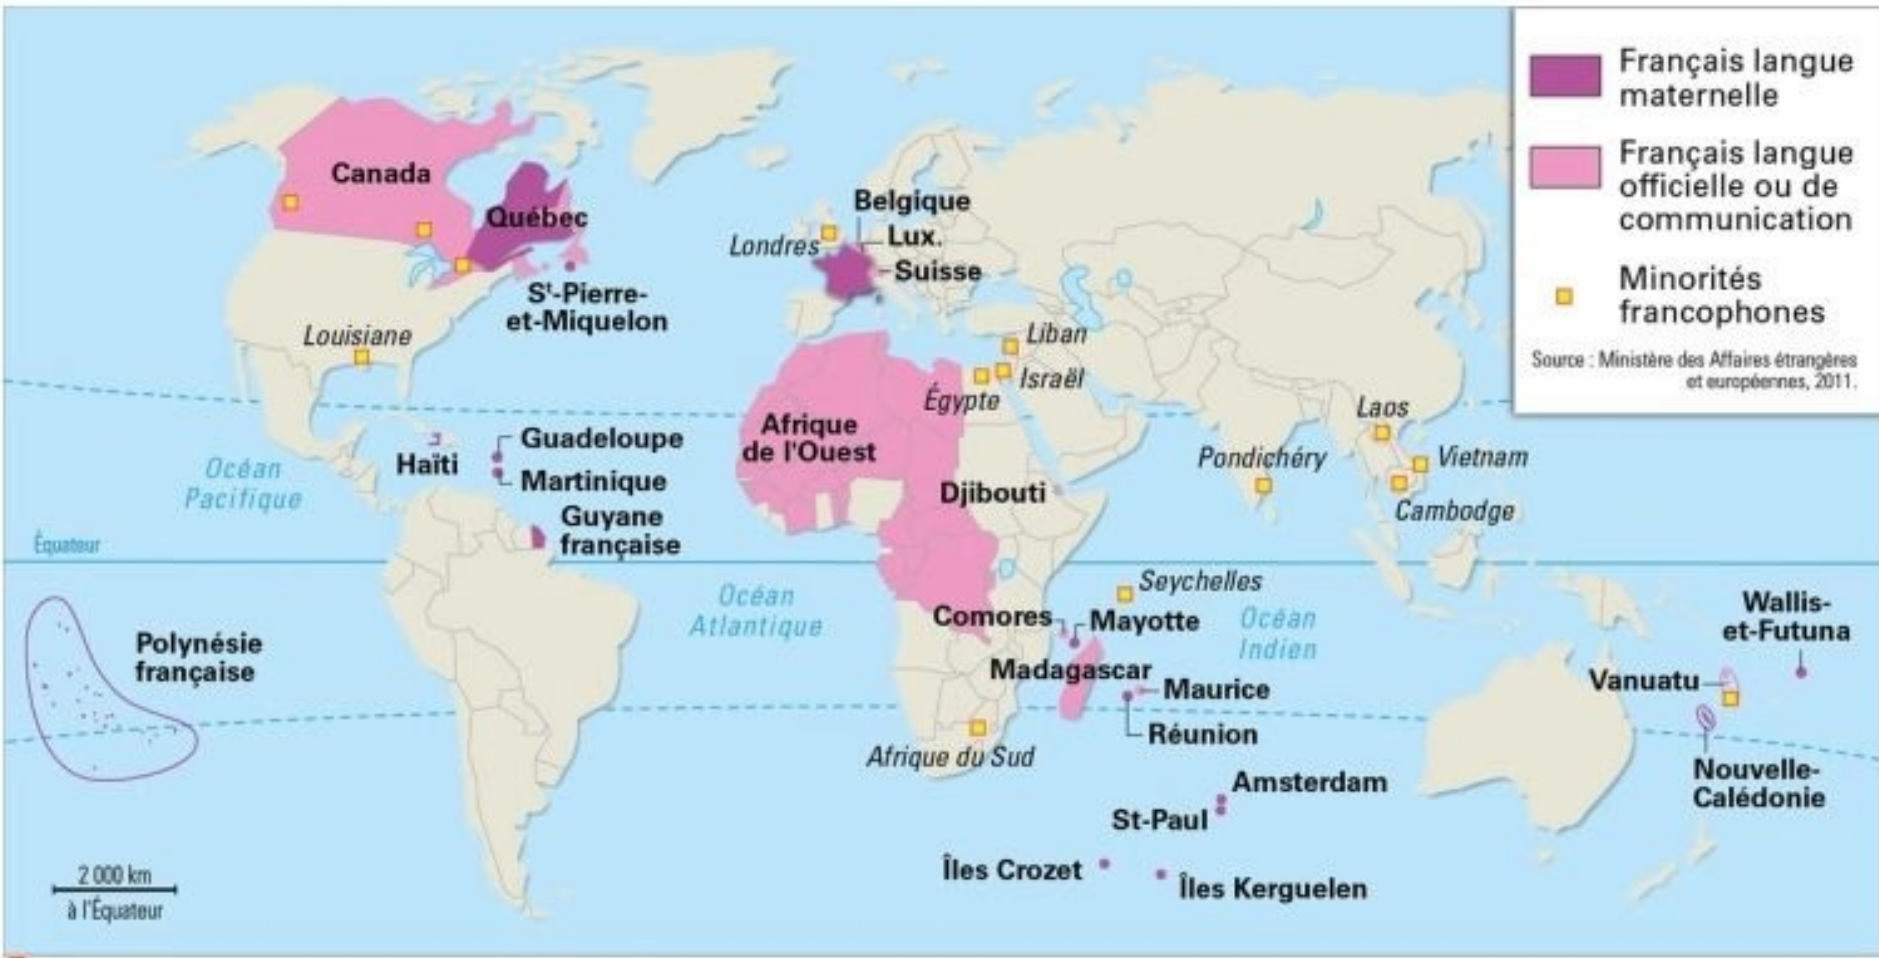 Français langue
maternelle
Français langue
officielle ou de
communication
Minorités
francophones
Source : Ministère des Affaires étrangères
et européennes, 2011.
Canada
Québec
Sᵗ-Pierre-
et-Miquelon
Louisiane
Belgique
Lux.
Suisse
Londres
Liban
Israël
Égypte
Afrique
de l'Ouest
Djibouti
Haïti
Guadeloupe
Martinique
Guyane
française
Océan
Pacifique
Équateur
Océan
Atlantique
Polynésie
française
Laos
Vietnam
Cambodge
Pondichéry
Seychelles
Comores
Mayotte
Océan
Indien
Madagascar
Maurice
Réunion
Afrique du Sud
Amsterdam
St-Paul
Îles Crozet
Îles Kerguelen
Wallis-
et-Futuna
Vanuatu
Nouvelle-
Calédonie
2 000 km
à l'Équateur